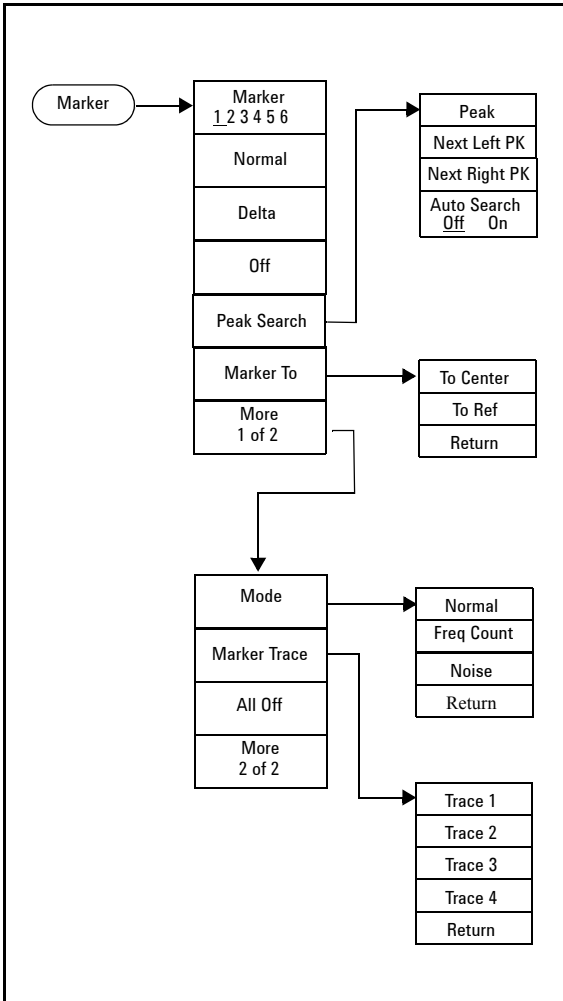 Marker
Marker
1 2 3 4 5 6
Normal
Delta
Off
Peak Search
Marker To
More
1 of 2
Peak
Next Left PK
Next Right PK
Auto Search
Off On
To Center
To Ref
Return
Mode
Marker Trace
All Off
More
2 of 2
Normal
Freq Count
Noise
Return
Trace 1
Trace 2
Trace 3
Trace 4
Return